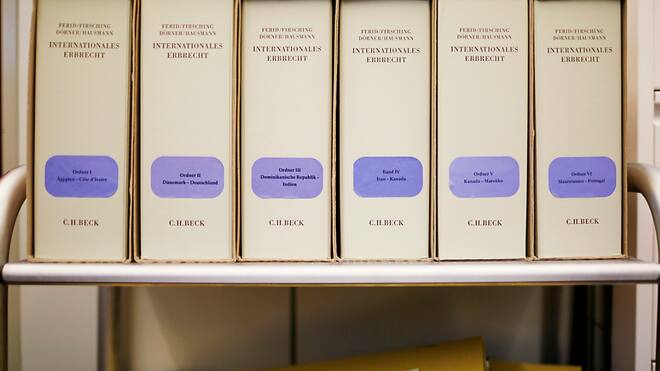 FERID/FIRSCHING
DÖRNER/HAUSMANN
INTERNATIONALES
ERBRECHT
Ordner I
Ägypten – Côte d'Ivoire
C.H.BECK
FERID/FIRSCHING
DÖRNER/HAUSMANN
INTERNATIONALES
ERBRECHT
Ordner II
Dänemark – Deutschland
C.H.BECK
FERID/FIRSCHING
DÖRNER/HAUSMANN
INTERNATIONALES
ERBRECHT
Ordner III
Dominikanische Republik –
Indien
C.H.BECK
FERID/FIRSCHING
DÖRNER/HAUSMANN
INTERNATIONALES
ERBRECHT
Band IV
Iran – Kanada
C.H.BECK
FERID/FIRSCHING
DÖRNER/HAUSMANN
INTERNATIONALES
ERBRECHT
Ordner V
Kanada – Marokko
C.H.BECK
FERID/FIRSCHING
DÖRNER/HAUSMANN
INTERNATIONALES
ERBRECHT
Ordner VI
– Portugal
C.H.BECK